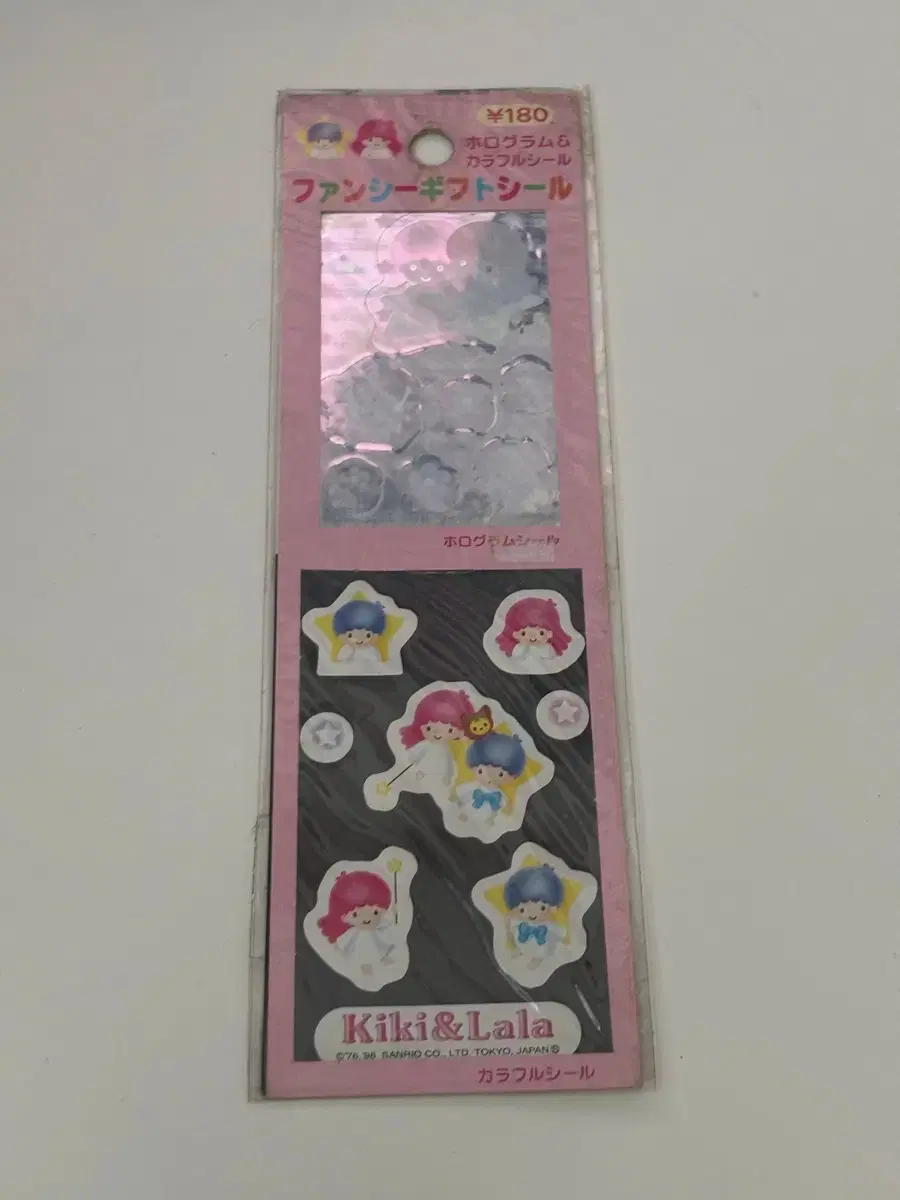 ¥180
ホログラム&
カラフルシール
ファンシーギフトシール
ホログラムシール
Kiki&Lala
©'76,'96 SANRIO CO., LTD. TOKYO, JAPAN Ⓢ
カラフルシール